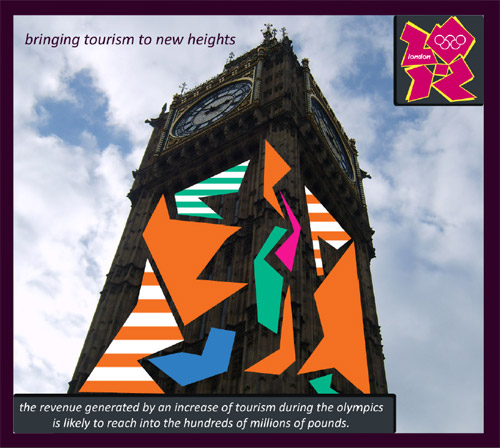 bringing tourism to new heights
london
the revenue generated by an increase of tourism during the olympics
is likely to reach into the hundreds of millions of pounds.